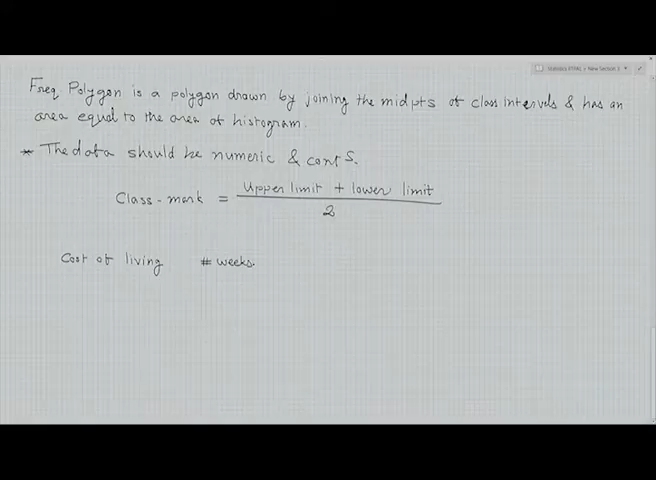 Freq. Polygon is a polygon drawn by joining the midpts of class intervals & has an
area equal to the area of histogram.
* The data should be numeric & contS.
Class-mark = Upper limit + lower limit
2
Cost of living # weeks.